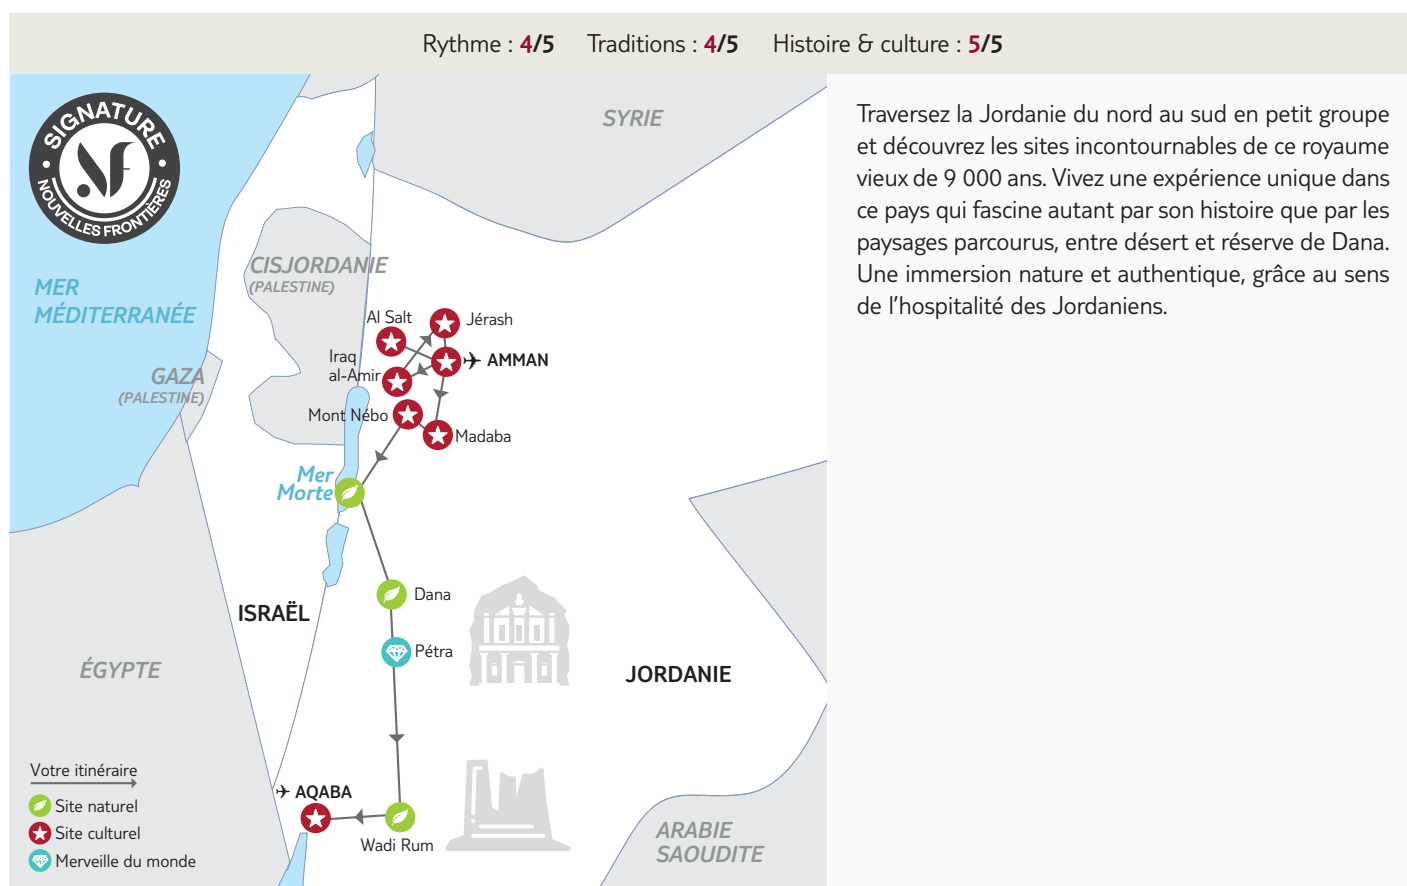 Rythme : 4/5 Traditions : 4/5 Histoire & culture : 5/5
SIGNATURE
NF
NOUVELLES FRONTIÈRES
SYRIE
MER
MÉDITERRANÉE
CISJORDANIE
(PALESTINE)
GAZA
(PALESTINE)
Al Salt
Jérash
Iraq
al-Amir
AMMAN
Mont Nébo
Madaba
Mer
Morte
Dana
ISRAËL
Pétra
ÉGYPTE
JORDANIE
AQABA
Wadi Rum
ARABIE
SAOUDITE
Votre itinéraire
Site naturel
Site culturel
Merveille du monde
Traversez la Jordanie du nord au sud en petit groupe
et découvrez les sites incontournables de ce royaume
vieux de 9 000 ans. Vivez une expérience unique dans
ce pays qui fascine autant par son histoire que par les
paysages parcourus, entre désert et réserve de Dana.
Une immersion nature et authentique, grâce au sens
de l'hospitalité des Jordaniens.